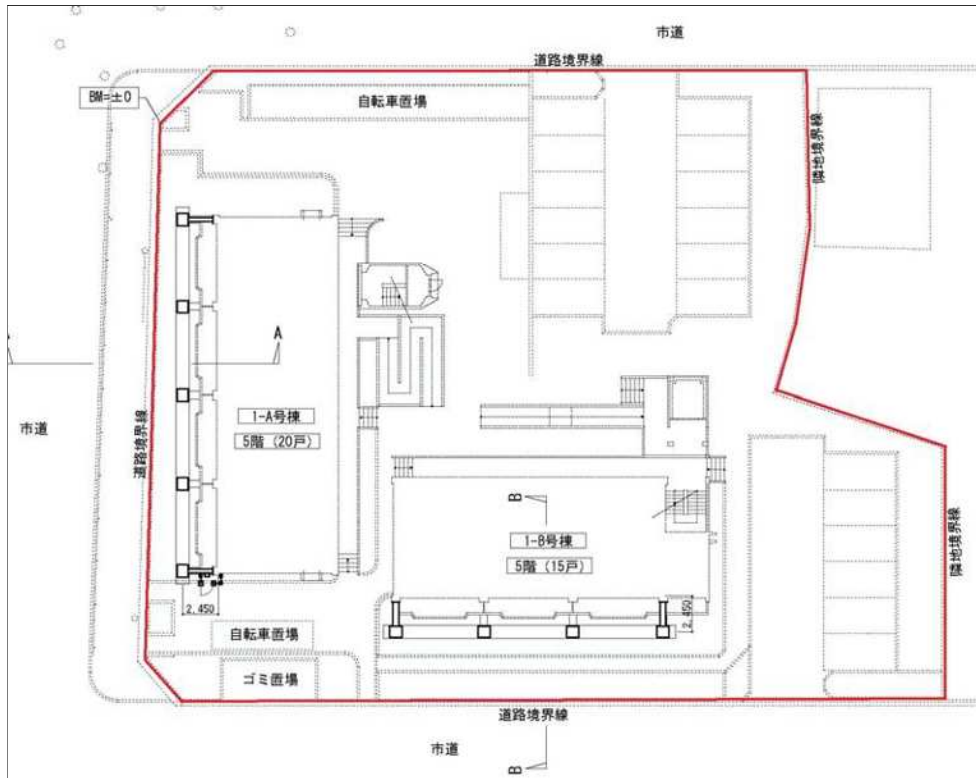 市道
道路境界線
BM=±0
自転車置場
隣地境界線
A
1-A号棟
5階（20戸）
市道
道路境界線
B
1-B号棟
5階（15戸）
隣地境界線
2.450
2.450
自転車置場
ゴミ置場
道路境界線
市道
B